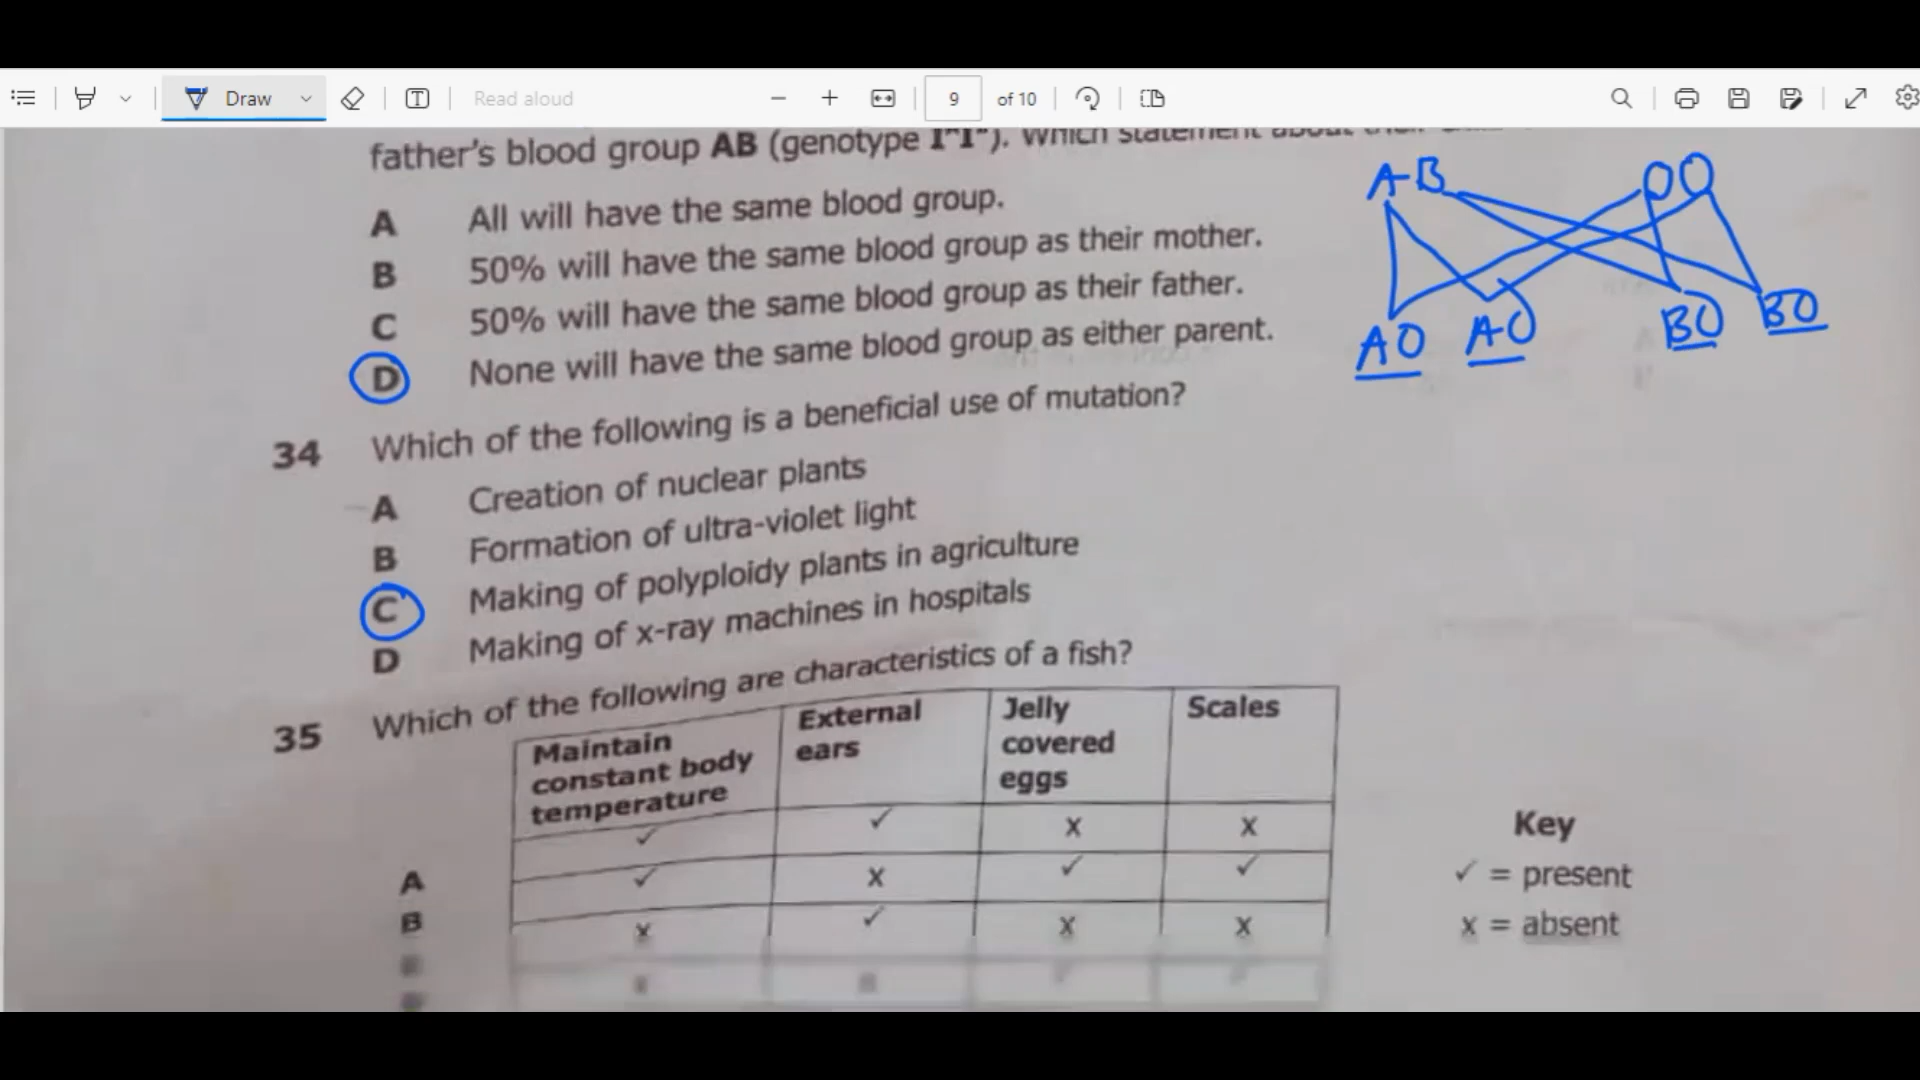 Draw
Read aloud
9 of 10
father's blood group AB (genotype
A All will have the same blood group.
B 50% will have the same blood group as their mother.
C 50% will have the same blood group as their father.
D None will have the same blood group as either parent.
AB OO
AO AO BO BO
34 Which of the following is a beneficial use of mutation?
A Creation of nuclear plants
B Formation of ultra-violet light
C Making of polyploidy plants in agriculture
D Making of x-ray machines in hospitals
35 Which of the following are characteristics of a fish?
Maintain constant body temperature External ears Jelly covered eggs Scales
✓ ✓ x x
A ✓ x ✓ ✓
B x ✓ x x
Key
✓ = present
x = absent